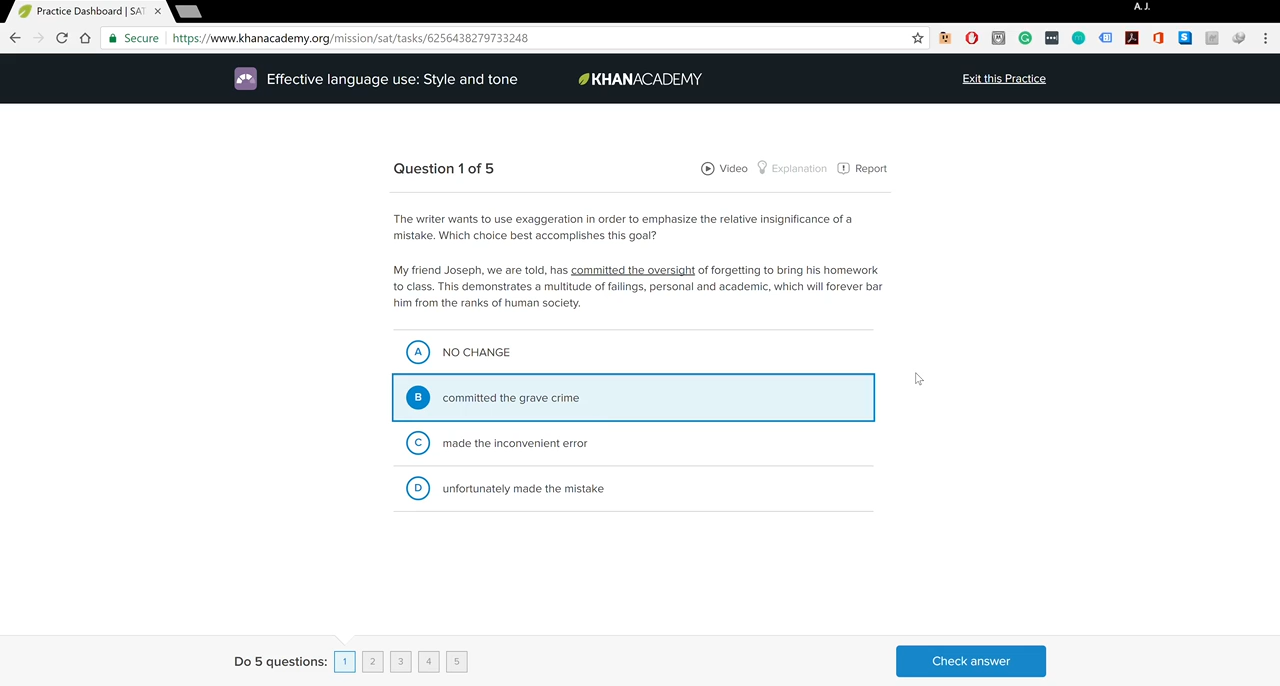 A. J.
Practice Dashboard | SAT
Secure https://www.khanacademy.org/mission/sat/tasks/6256438279733248
Effective language use: Style and tone
KHANACADEMY
Exit this Practice
Question 1 of 5
Video
Explanation
Report
The writer wants to use exaggeration in order to emphasize the relative insignificance of a
mistake. Which choice best accomplishes this goal?
My friend Joseph, we are told, has committed the oversight of forgetting to bring his homework
to class. This demonstrates a multitude of failings, personal and academic, which will forever bar
him from the ranks of human society.
A NO CHANGE
B committed the grave crime
C made the inconvenient error
D unfortunately made the mistake
Do 5 questions: 1 2 3 4 5
Check answer